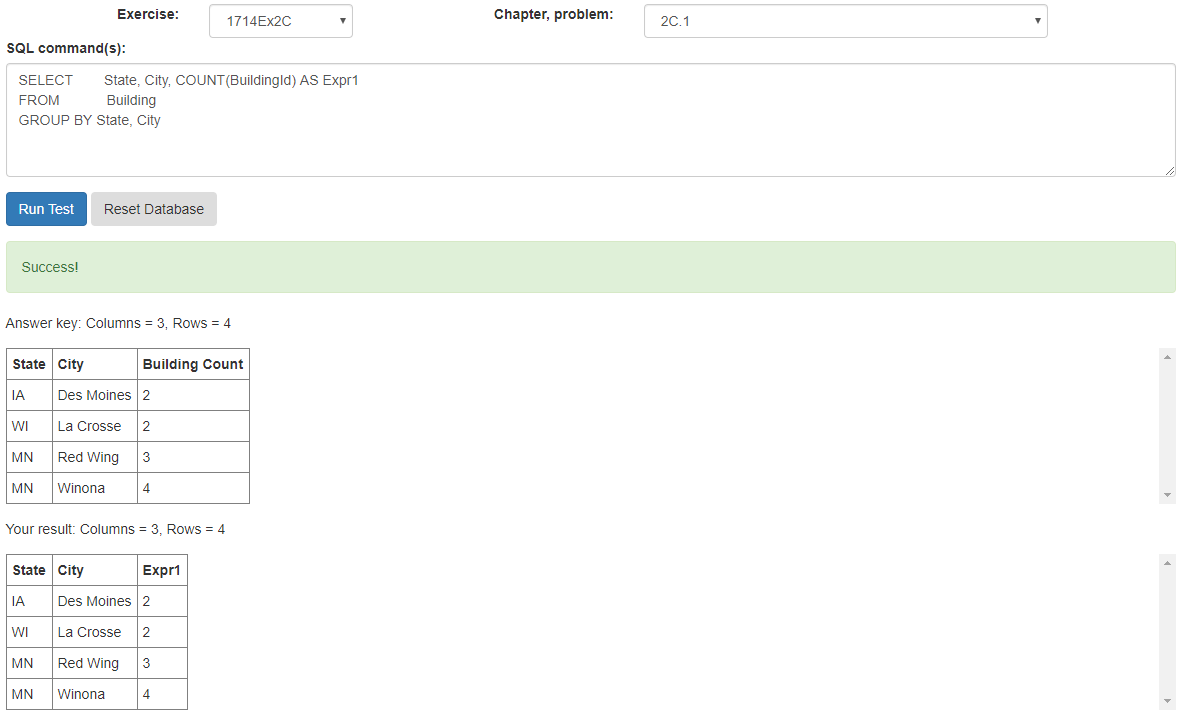 Exercise: 1714Ex2C Chapter, problem: 2C.1
SQL command(s):
SELECT State, City, COUNT(BuildingId) AS Expr1
FROM Building
GROUP BY State, City
Run Test Reset Database
Success!
Answer key: Columns = 3, Rows = 4
State City Building Count
IA Des Moines 2
WI La Crosse 2
MN Red Wing 3
MN Winona 4
Your result: Columns = 3, Rows = 4
State City Expr1
IA Des Moines 2
WI La Crosse 2
MN Red Wing 3
MN Winona 4